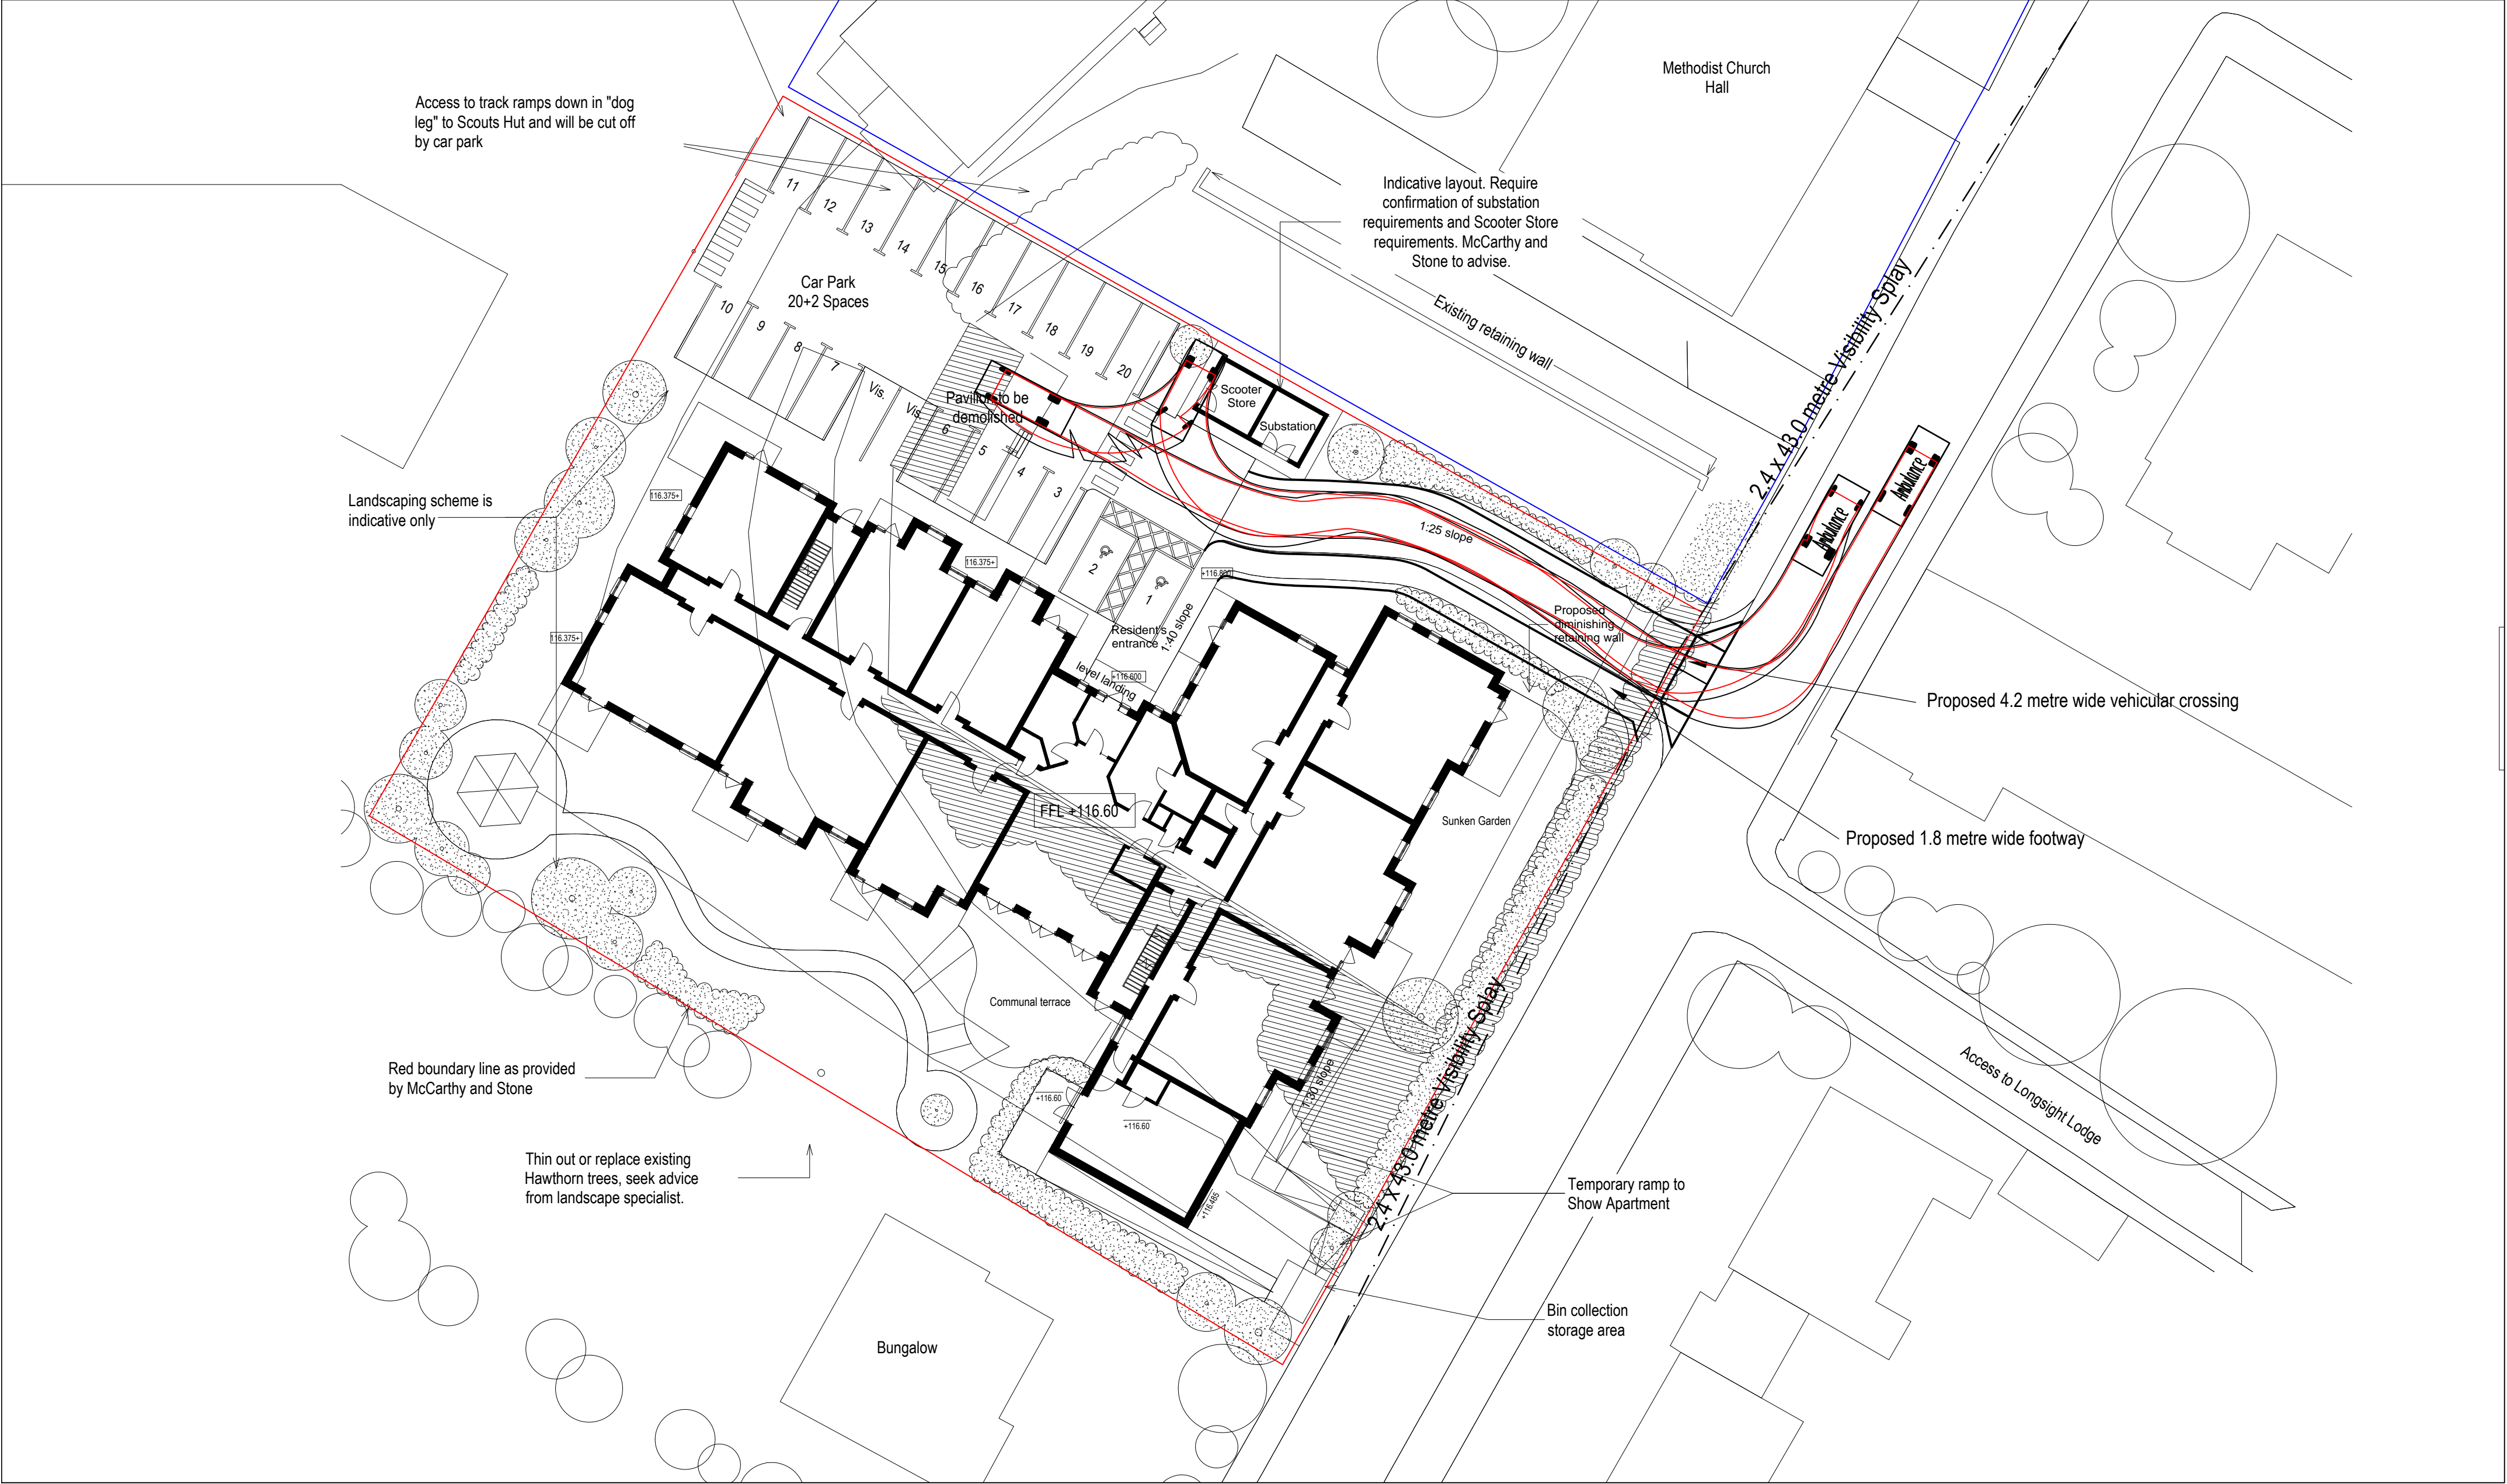 Methodist Church
Hall
Access to track ramps down in "dog
leg" to Scouts Hut and will be cut off
by car park
Indicative layout. Require
confirmation of substation
requirements and Scooter Store
requirements. McCarthy and
Stone to advise.
11
12
13
14
15
16
17
18
19
20
Car Park
20+2 Spaces
10
9
8
7
Vis.
Vis.
6
5
4
3
2
1
Existing retaining wall
2.4 x 43.0 metre Visibility Splay
Pavilion to be
demolished
Scooter
Store
Substation
Ambulance
Ambulance
Landscaping scheme is
indicative only
116.375+
116.375+
116.375+
1:25 slope
+116.800
Proposed
diminishing
retaining wall
Resident's
entrance
1:40 slope
level landing
+116.600
Proposed 4.2 metre wide vehicular crossing
FFL +116.60
Sunken Garden
Proposed 1.8 metre wide footway
Communal terrace
2.4 x 43.0 metre Visibility Splay
Access to Longsight Lodge
Red boundary line as provided
by McCarthy and Stone
1:30 slope
+116.60
+116.60
+116.485
Thin out or replace existing
Hawthorn trees, seek advice
from landscape specialist.
Temporary ramp to
Show Apartment
Bin collection
storage area
Bungalow